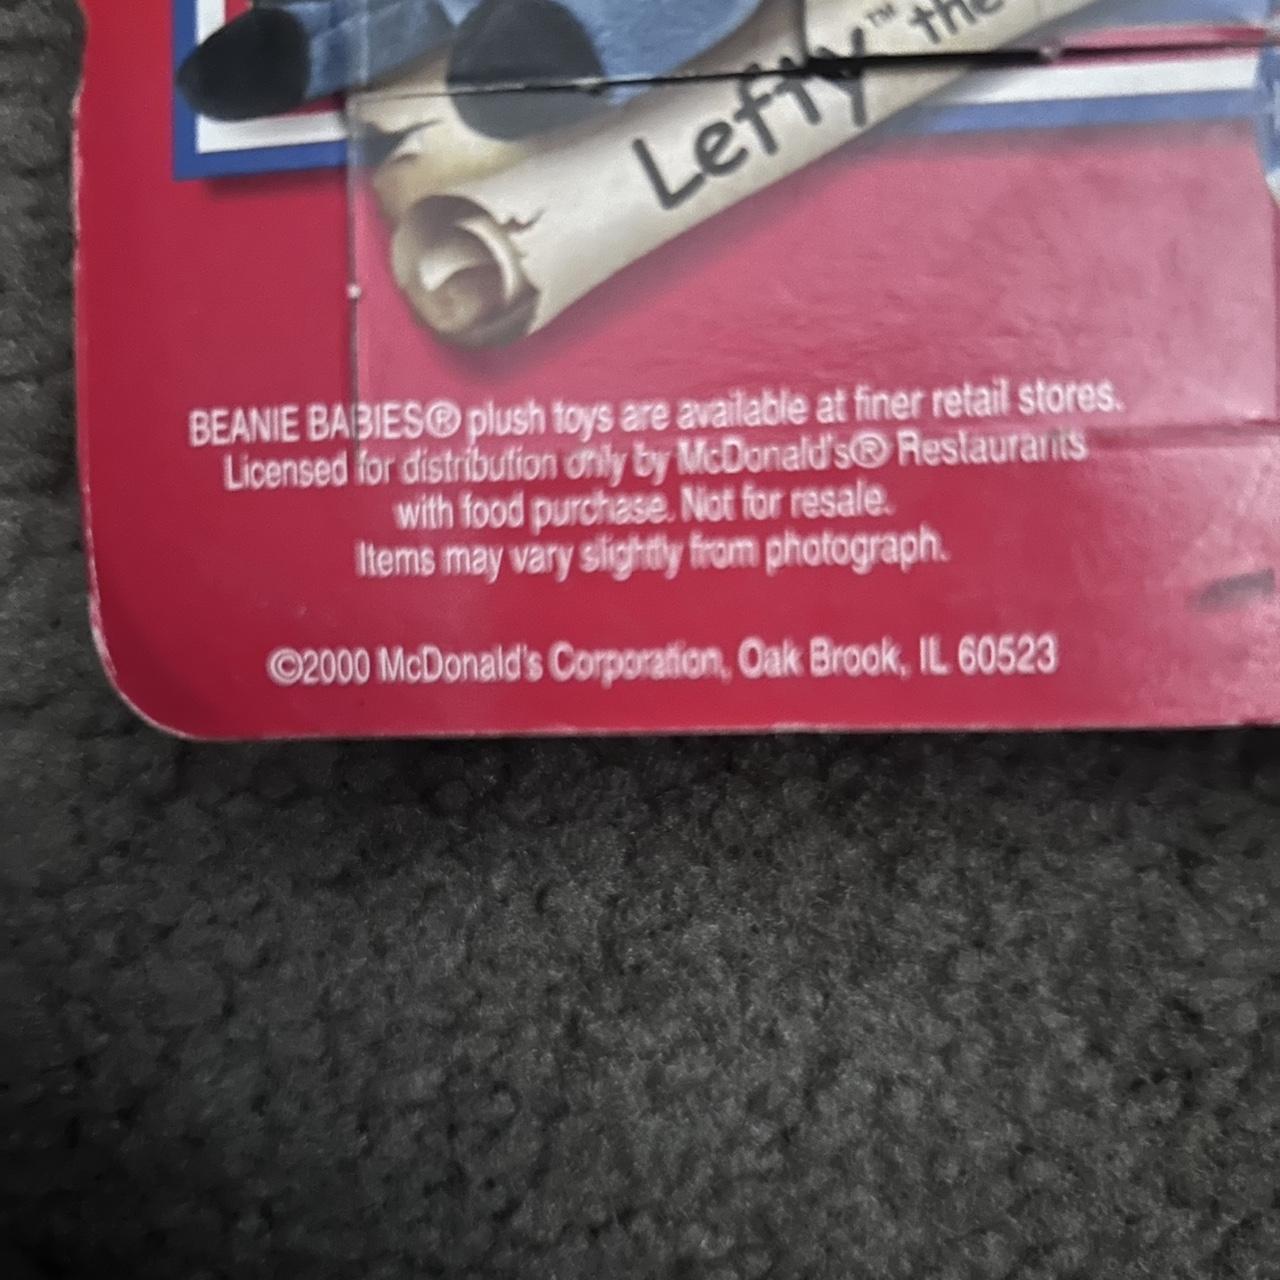 Lefty™ the
BEANIE BABIES® plush toys are available at finer retail stores.
Licensed for distribution only by McDonald's® Restaurants
with food purchase. Not for resale.
Items may vary slightly from photograph.
©2000 McDonald's Corporation, Oak Brook, IL 60523